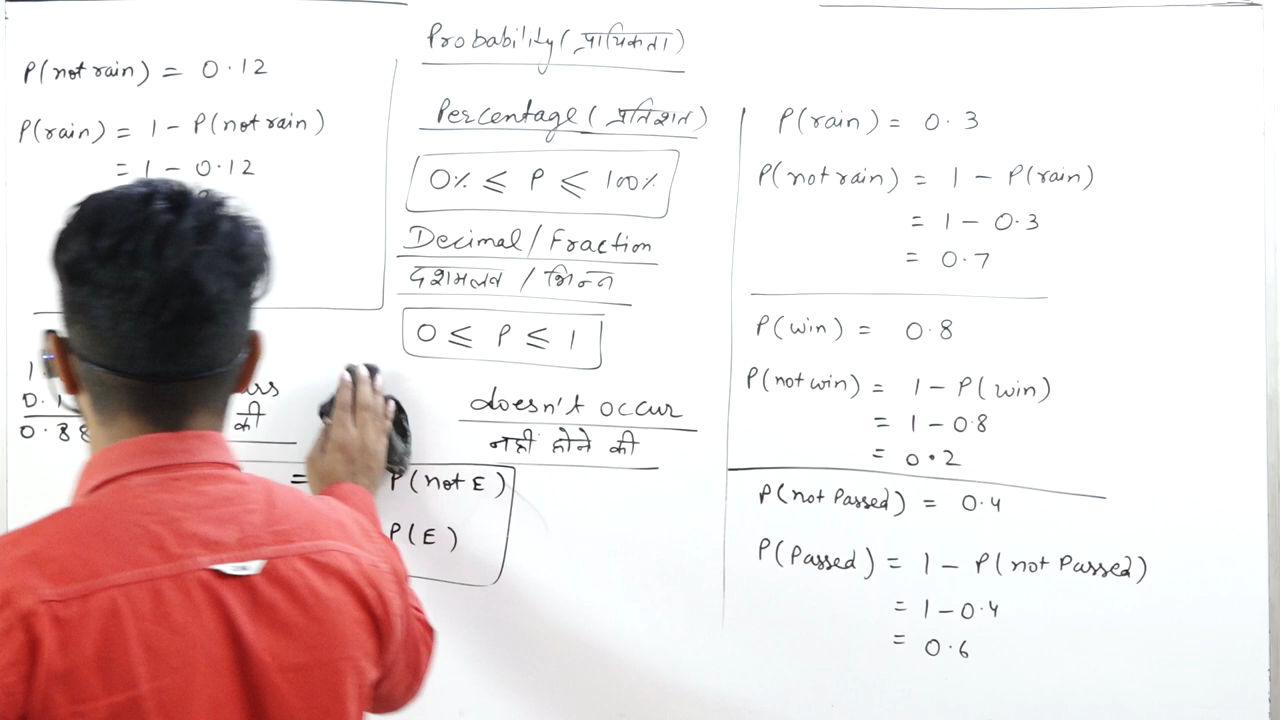 P(not rain) = 0.12
P(rain) = 1 - P(not rain)
= 1 - 0.12
0.88
= P(not E)
P(E)
Probability (प्रायिकता)
Percentage (प्रतिशत)
0% ≤ P ≤ 100%
Decimal / Fraction
दशमलव / भिन्न
0 ≤ P ≤ 1
की
doesn't occur
नहीं होने की
P(rain) = 0.3
P(not rain) = 1 - P(rain)
= 1 - 0.3
= 0.7
P(win) = 0.8
P(not win) = 1 - P(win)
= 1 - 0.8
= 0.2
P(not Passed) = 0.4
P(Passed) = 1 - P(not Passed)
= 1 - 0.4
= 0.6